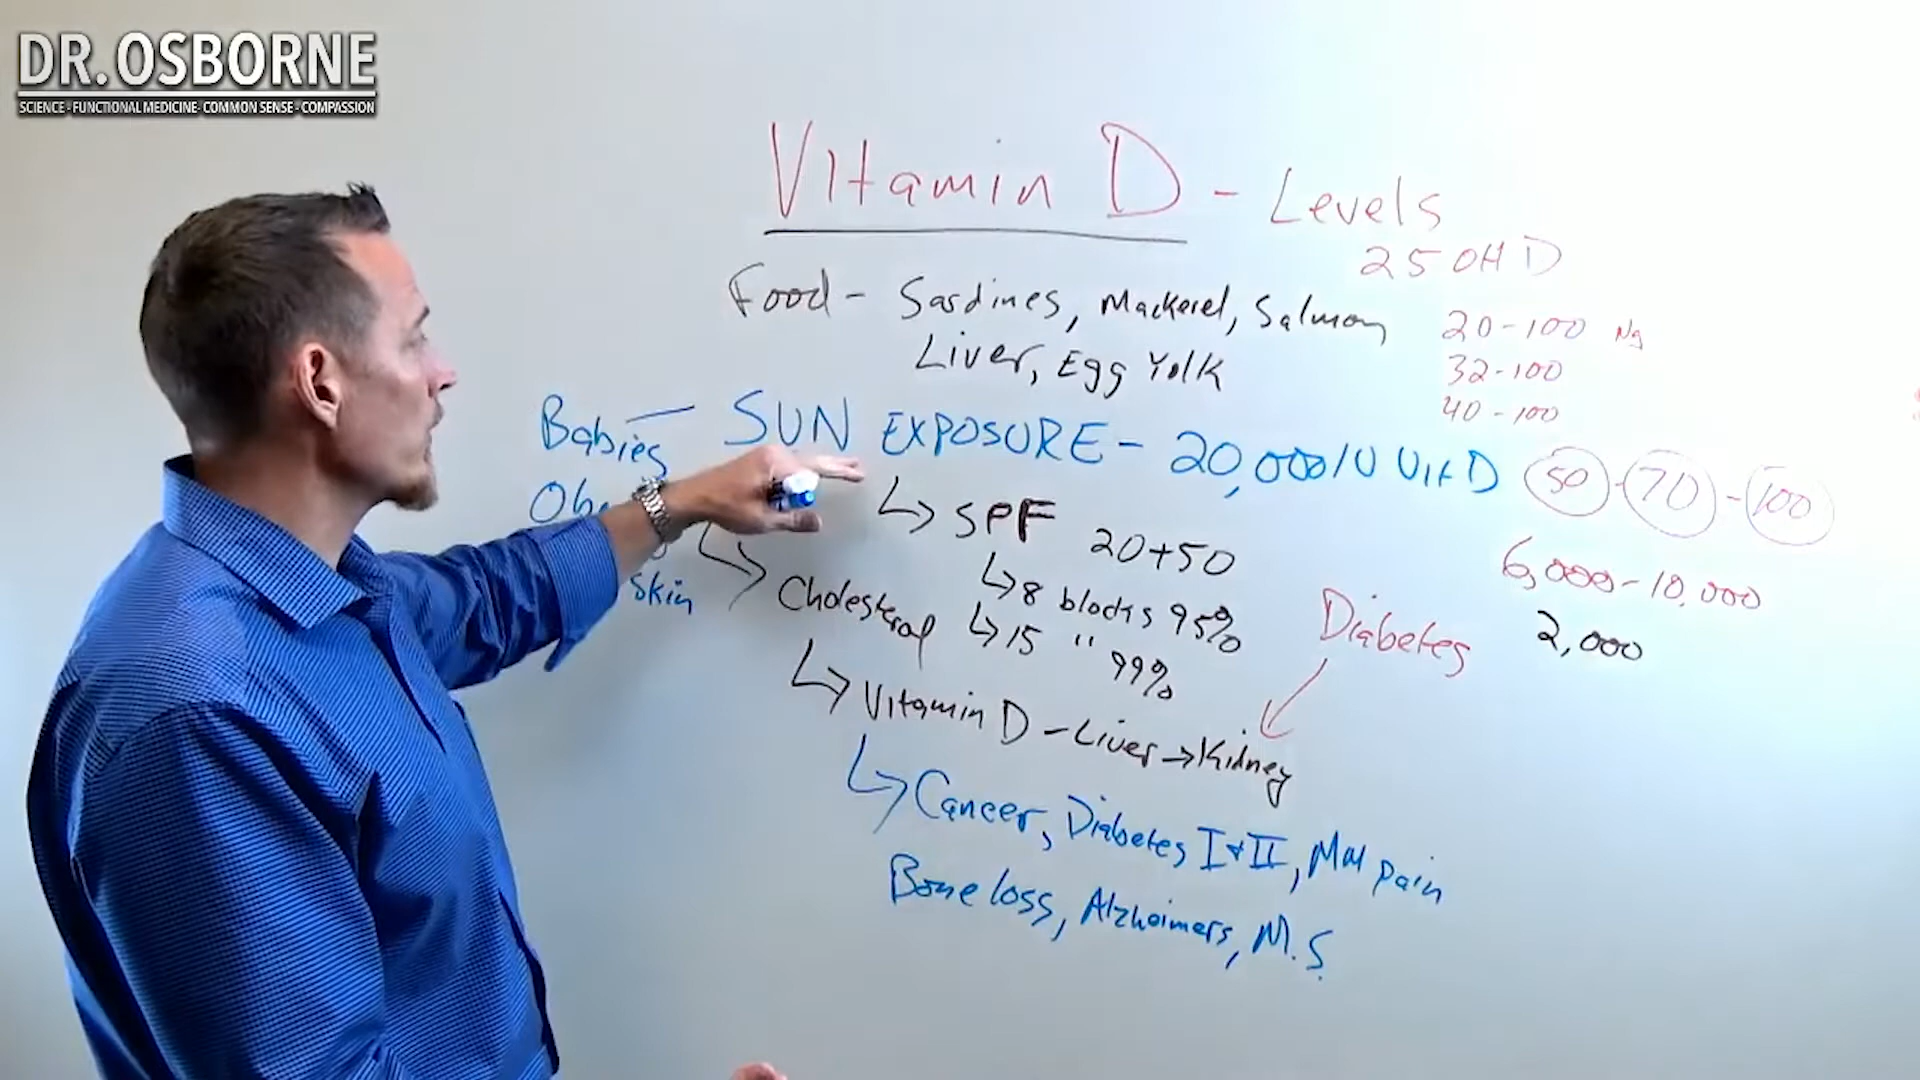 DR. OSBORNE
SCIENCE - FUNCTIONAL MEDICINE - COMMON SENSE - COMPASSION
Vitamin D - Levels
25 OH D
Food - Sardines, Mackerel, Salmon
Liver, Egg Yolk
20-100 Ng
32-100
40-100
Babies
SUN EXPOSURE - 20,000 IU Vit D
50 - 70 - 100
↳ SPF 20+50
↳ 8 blocks 95%
↳ 15 " 99%
6,000-10,000
2,000
skin
↳ Cholesterol
Diabetes
↳ Vitamin D - Liver → Kidney
↳ Cancer, Diabetes I & II, pain
Bone loss, Alzheimers, M.S.